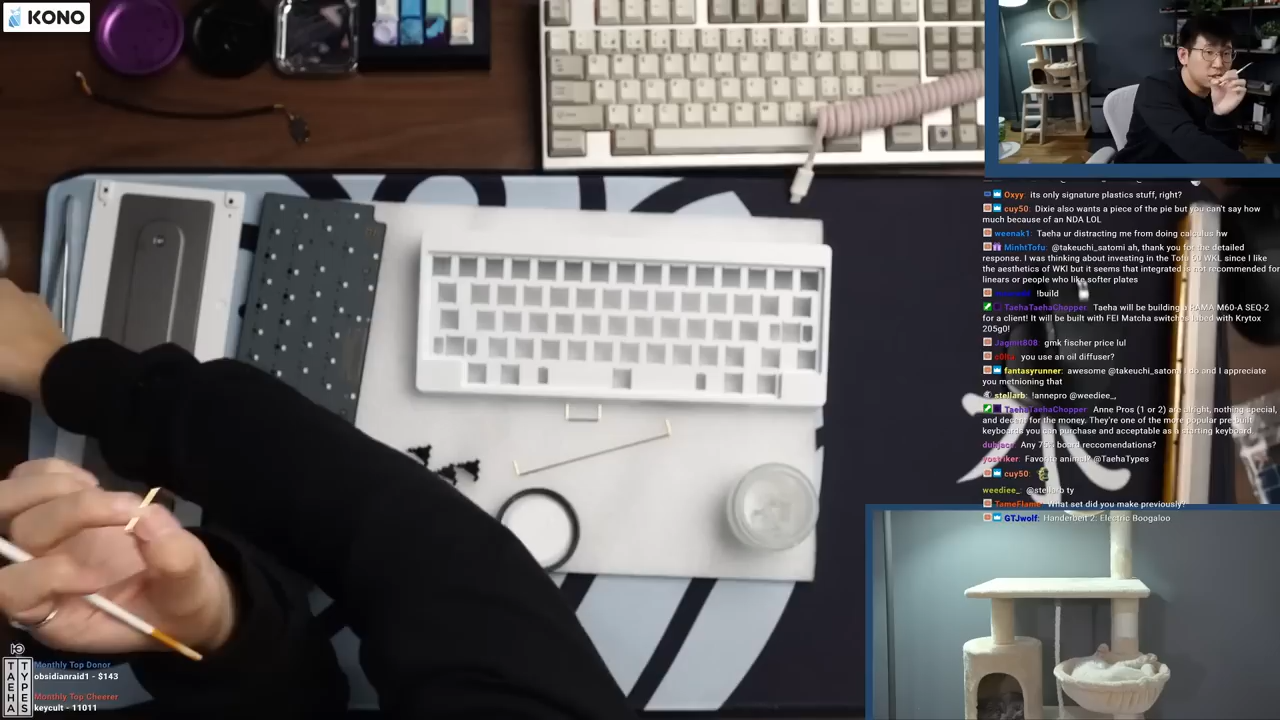 KONO
Oxyy: its only signature plastics stuff, right?
cuy50: Dixie also wants a piece of the pie but you can't say how
much because of an NDA LOL
weenak1: Taeha ur distracting me from doing calculus hw
MinhtTofu: @takeuchi_satomi ah, thank you for the detailed
response. I was thinking about investing in the Tofu 60 WKL since I like
the aesthetics of WKl but it seems that integrated is not recommended for
linears or people who like softer plates
!build
TaehaTaehaChopper: Taeha will be building a RAMA M60-A SEQ-2
for a client! It will be built with FEI Matcha switches lubed with Krytox
205g0!
Jagmit808: gmk fischer price lul
you use an oil diffuser?
fantasyrunner: awesome @takeuchi_satomi I do and I appreciate
you metnioning that
stellarb: !annepro @weediee_,
TaehaTaehaChopper: Anne Pros (1 or 2) are alright, nothing special,
and decent for the money. They're one of the more popular pre built
keyboards you can purchase and acceptable as a starting keyboard.
Any 75% board reccomendations?
Favorite animal? @TaehaTypes
cuy50:
weediee_: @stellarb ty
TameFlame: What set did you make previously?
GTJwolf: Handerbeit 2: Electric Boogaloo
TAEHA
TYPES
Monthly Top Donor
obsidianraid1 - $143
Monthly Top Cheerer
keycult - 11011